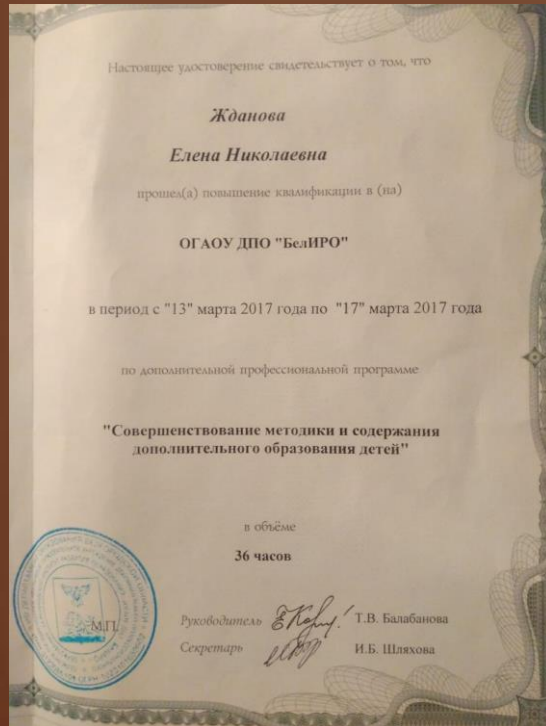 Настоящее удостоверение свидетельствует о том, что
Жданова
Елена Николаевна
прошел(а) повышение квалификации в (на)
ОГАОУ ДПО "БелИРО"
в период с "13" марта 2017 года по "17" марта 2017 года
по дополнительной профессиональной программе
"Совершенствование методики и содержания
дополнительного образования детей"
в объёме
36 часов
М.П.
Руководитель Т.В. Балабанова
Секретарь И.Б. Шляхова